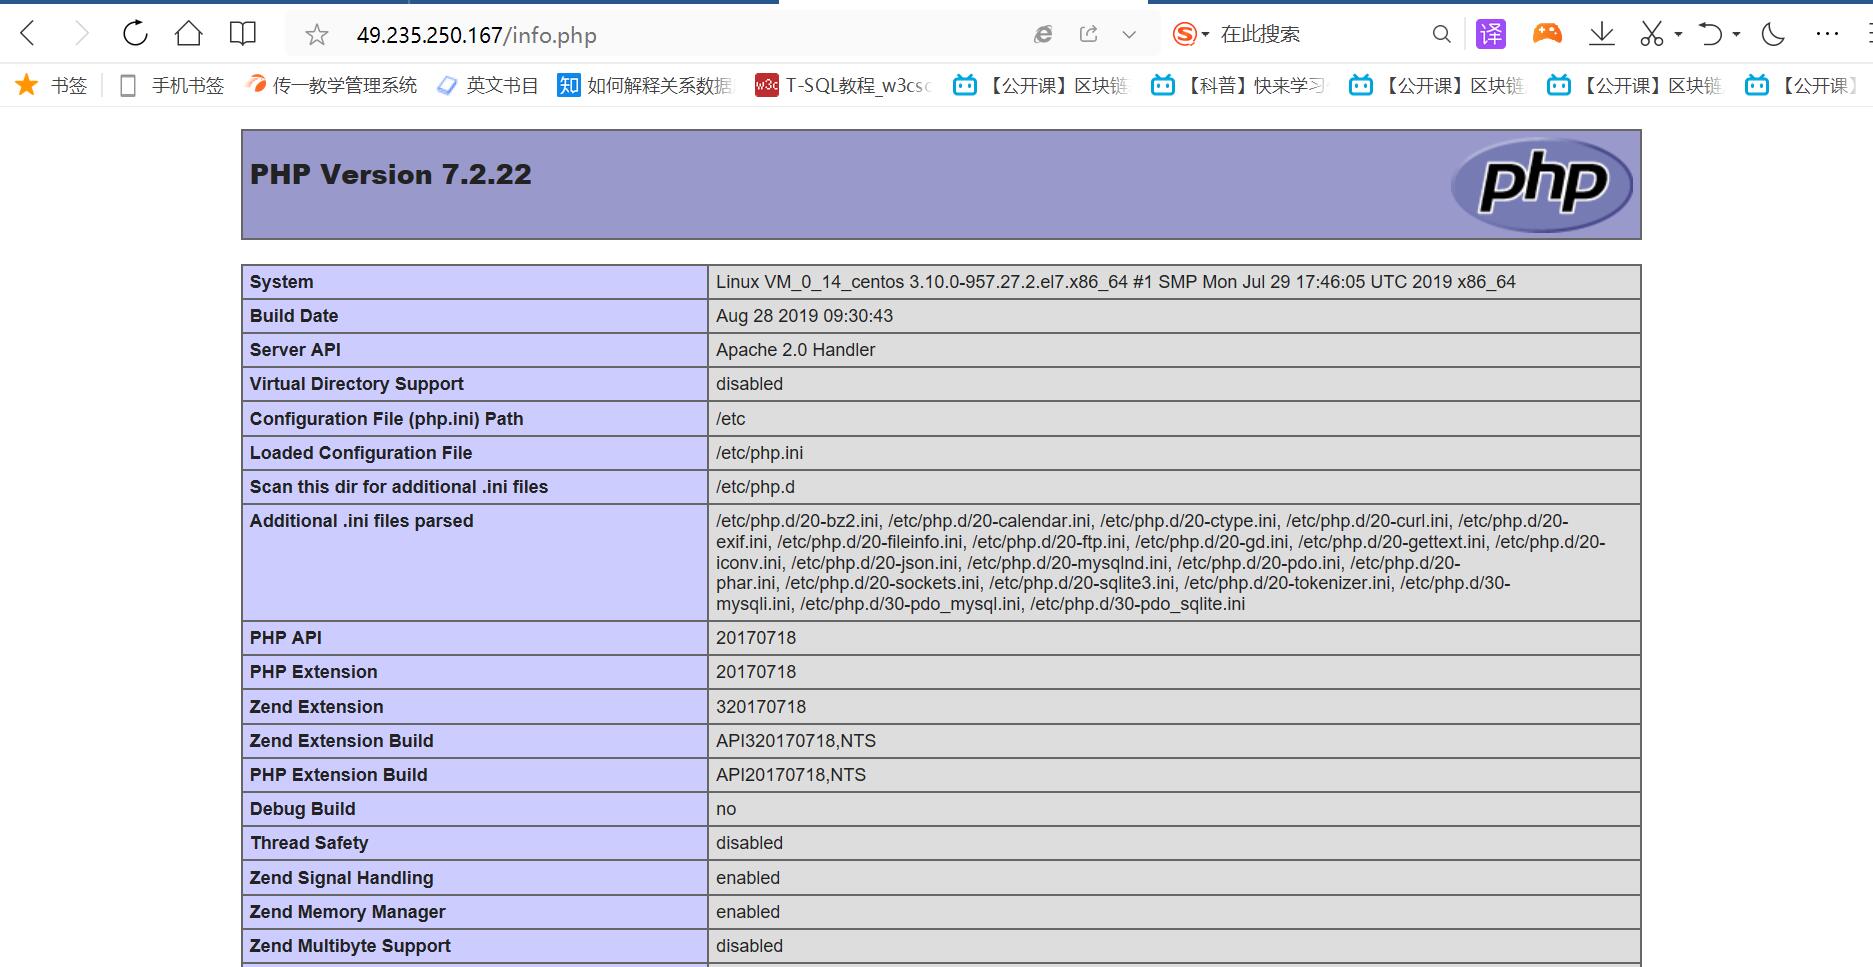 49.235.250.167/info.php
在此搜索
译
书签
手机书签
传一教学管理系统
英文书目
知 如何解释关系数据
w3c T-SQL教程_w3csc
【公开课】区块链
【科普】快来学习
【公开课】区块链
【公开课】区块链
【公开课】
PHP Version 7.2.22
php
System Linux VM_0_14_centos 3.10.0-957.27.2.el7.x86_64 #1 SMP Mon Jul 29 17:46:05 UTC 2019 x86_64
Build Date Aug 28 2019 09:30:43
Server API Apache 2.0 Handler
Virtual Directory Support disabled
Configuration File (php.ini) Path /etc
Loaded Configuration File /etc/php.ini
Scan this dir for additional .ini files /etc/php.d
Additional .ini files parsed /etc/php.d/20-bz2.ini, /etc/php.d/20-calendar.ini, /etc/php.d/20-ctype.ini, /etc/php.d/20-curl.ini, /etc/php.d/20-
exif.ini, /etc/php.d/20-fileinfo.ini, /etc/php.d/20-ftp.ini, /etc/php.d/20-gd.ini, /etc/php.d/20-gettext.ini, /etc/php.d/20-
iconv.ini, /etc/php.d/20-json.ini, /etc/php.d/20-mysqlnd.ini, /etc/php.d/20-pdo.ini, /etc/php.d/20-
phar.ini, /etc/php.d/20-sockets.ini, /etc/php.d/20-sqlite3.ini, /etc/php.d/20-tokenizer.ini, /etc/php.d/30-
mysqli.ini, /etc/php.d/30-pdo_mysql.ini, /etc/php.d/30-pdo_sqlite.ini
PHP API 20170718
PHP Extension 20170718
Zend Extension 320170718
Zend Extension Build API320170718,NTS
PHP Extension Build API20170718,NTS
Debug Build no
Thread Safety disabled
Zend Signal Handling enabled
Zend Memory Manager enabled
Zend Multibyte Support disabled